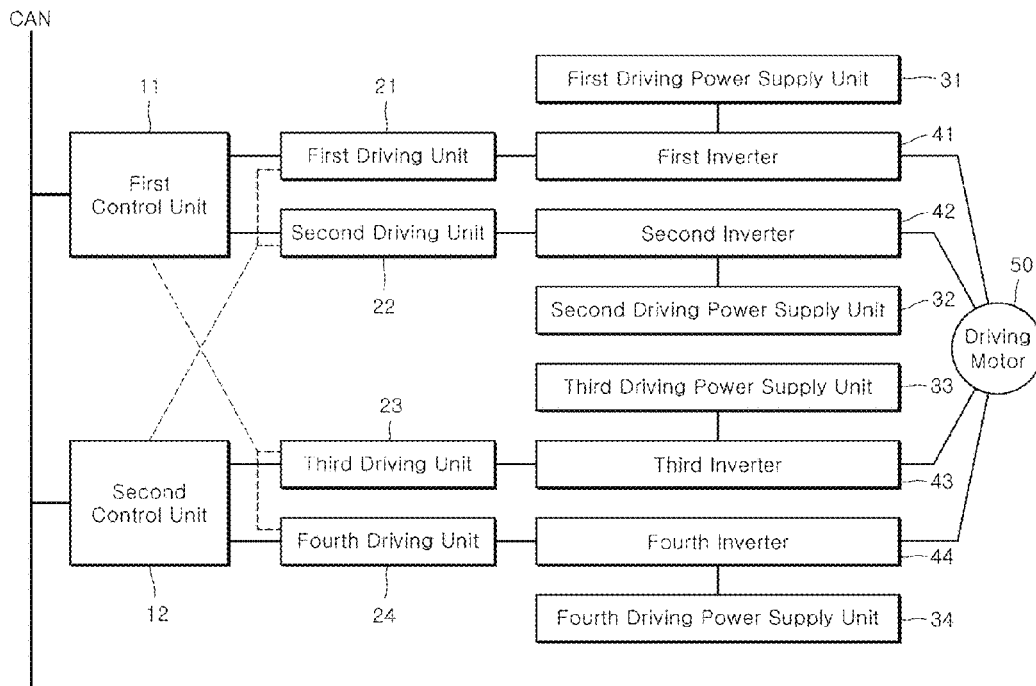 CAN
11
21
First Driving Power Supply Unit
31
First
Control Unit
First Driving Unit
First Inverter
41
Second Driving Unit
Second Inverter
42
22
Second Driving Power Supply Unit
32
50
Driving
Motor
Third Driving Power Supply Unit
33
23
Second
Control Unit
Third Driving Unit
Third Inverter
43
Fourth Driving Unit
Fourth Inverter
44
12
24
Fourth Driving Power Supply Unit
34